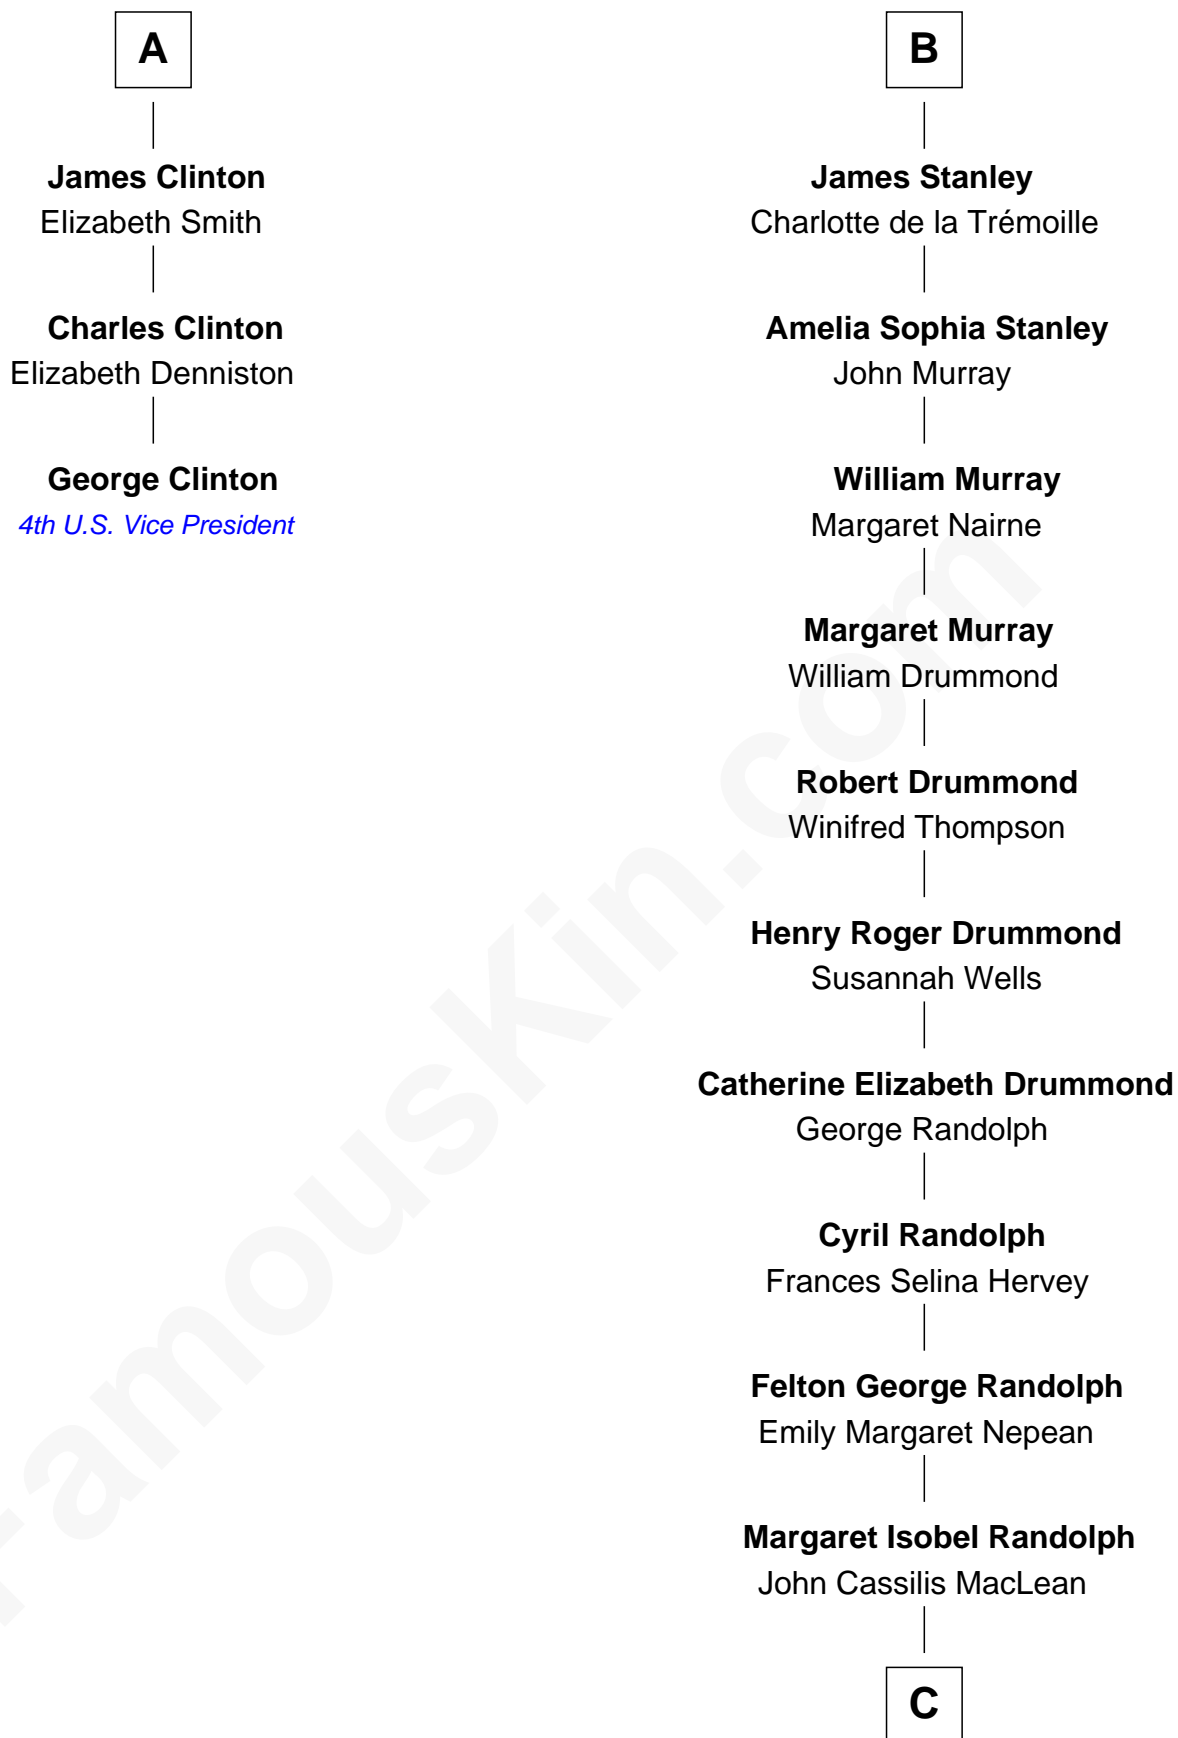 A
James Clinton
Elizabeth Smith
Charles Clinton
Elizabeth Denniston
George Clinton
4th U.S. Vice President
B
James Stanley
Charlotte de la Trémoille
Amelia Sophia Stanley
John Murray
William Murray
Margaret Nairne
Margaret Murray
William Drummond
Robert Drummond
Winifred Thompson
Henry Roger Drummond
Susannah Wells
Catherine Elizabeth Drummond
George Randolph
Cyril Randolph
Frances Selina Hervey
Felton George Randolph
Emily Margaret Nepean
Margaret Isobel Randolph
John Cassilis MacLean
C
FamousKin.com